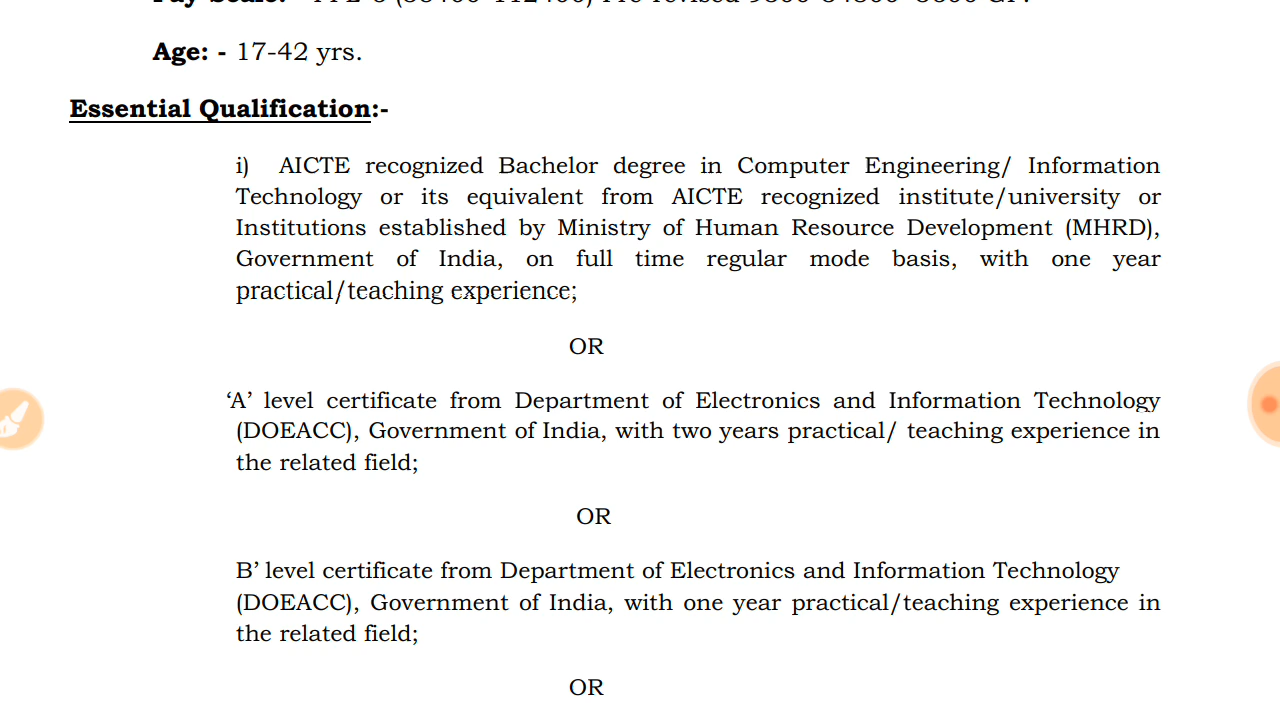 Age: - 17-42 yrs.
Essential Qualification:-
i) AICTE recognized Bachelor degree in Computer Engineering/ Information
Technology or its equivalent from AICTE recognized institute/university or
Institutions established by Ministry of Human Resource Development (MHRD),
Government of India, on full time regular mode basis, with one year
practical/teaching experience;
OR
‘A’ level certificate from Department of Electronics and Information Technology
(DOEACC), Government of India, with two years practical/ teaching experience in
the related field;
OR
B’ level certificate from Department of Electronics and Information Technology
(DOEACC), Government of India, with one year practical/teaching experience in
the related field;
OR